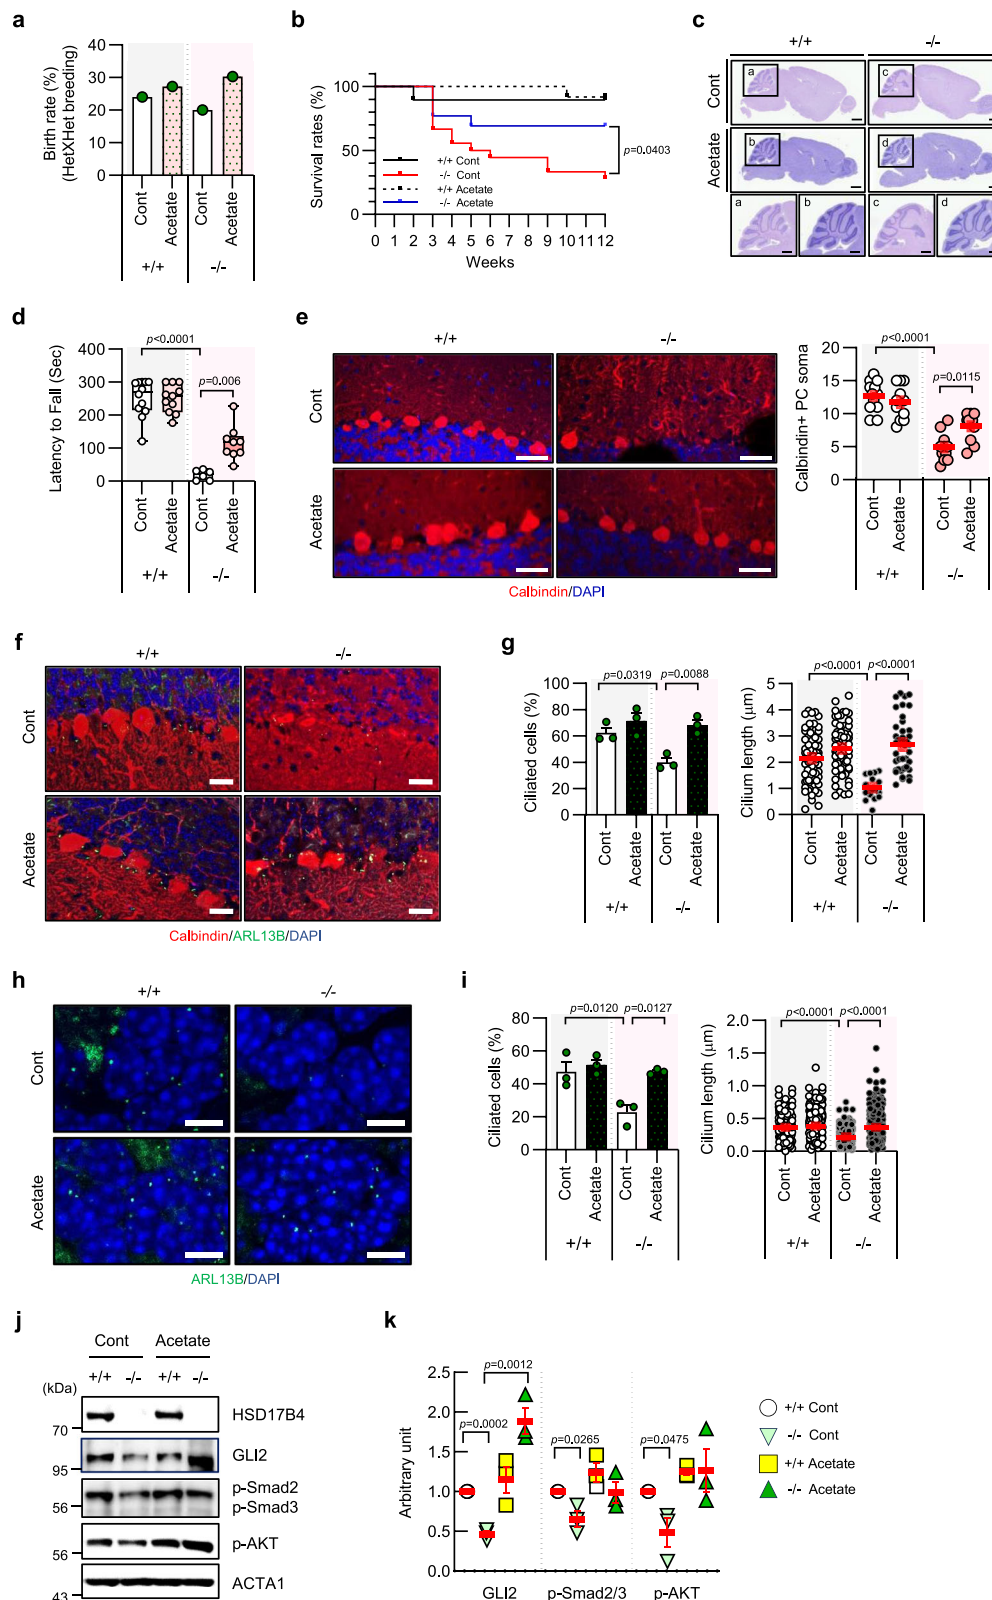 a
Birth rate (%)
(HetXHet breeding)
40
30
20
10
0
Cont
Acetate
Cont
Acetate
+/+
-/-
b
Survival rates (%)
100
50
0
+/+ Cont
-/- Cont
+/+ Acetate
-/- Acetate
p=0.0403
0 1 2 3 4 5 6 7 8 9 10 11 12
Weeks
c
+/+
-/-
Cont
Acetate
a
c
b
d
a
b
c
d
d
Latency to Fall (Sec)
400
300
200
100
0
p<0.0001
p=0.006
Cont
Acetate
Cont
Acetate
+/+
-/-
e
+/+
-/-
Cont
Acetate
Calbindin/DAPI
Calbindin+ PC soma
20
15
10
5
0
p<0.0001
p=0.0115
Cont
Acetate
Cont
Acetate
+/+
-/-
f
+/+
-/-
Cont
Acetate
Calbindin/ARL13B/DAPI
g
Ciliated cells (%)
100
80
60
40
20
0
p=0.0319
p=0.0088
Cont
Acetate
Cont
Acetate
+/+
-/-
Cilium length (μm)
5
4
3
2
1
0
p<0.0001
p<0.0001
Cont
Acetate
Cont
Acetate
+/+
-/-
h
+/+
-/-
Cont
Acetate
ARL13B/DAPI
i
Ciliated cells (%)
80
60
40
20
0
p=0.0120
p=0.0127
Cont
Acetate
Cont
Acetate
+/+
-/-
Cilium length (μm)
2.0
1.5
1.0
0.5
0.0
p<0.0001
p<0.0001
Cont
Acetate
Cont
Acetate
+/+
-/-
j
Cont
Acetate
+/+ -/- +/+ -/-
(kDa)
70
HSD17B4
95
GLI2
56
p-Smad2
p-Smad3
56
p-AKT
43
ACTA1
k
Arbitrary unit
2.5
2.0
1.5
1.0
0.5
0.0
p=0.0012
p=0.0002
p=0.0265
p=0.0475
GLI2
p-Smad2/3
p-AKT
+/+ Cont
-/- Cont
+/+ Acetate
-/- Acetate